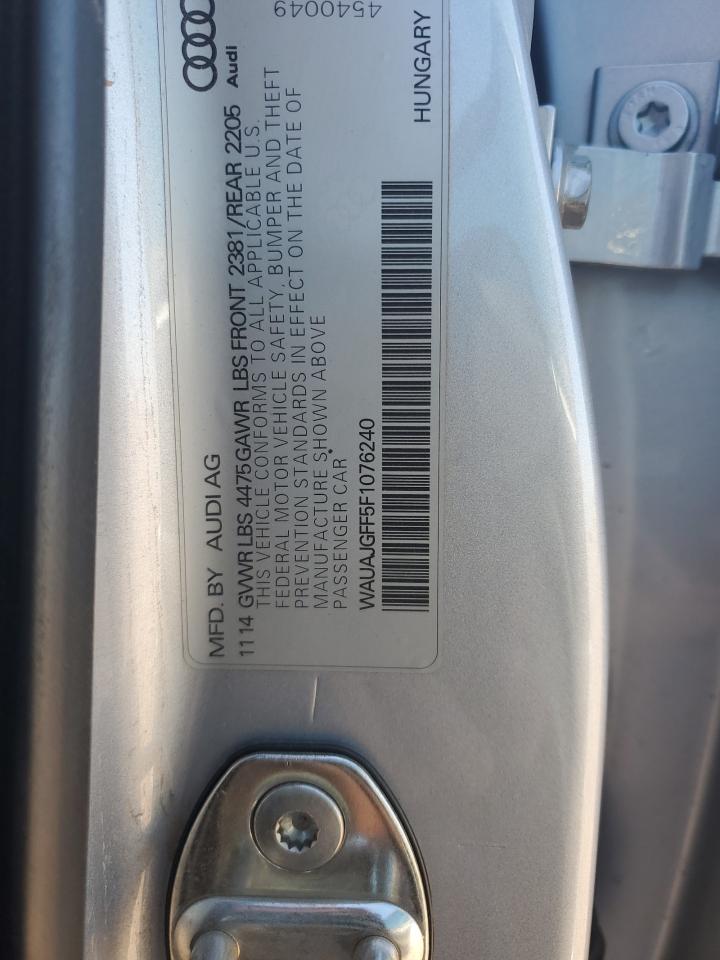 MFD. BY AUDI AG
Audi
1114 GVWR LBS 4475 GAWR LBS FRONT 2381/REAR 2205
THIS VEHICLE CONFORMS TO ALL APPLICABLE U.S.
FEDERAL MOTOR VEHICLE SAFETY, BUMPER AND THEFT
PREVENTION STANDARDS IN EFFECT ON THE DATE OF
MANUFACTURE SHOWN ABOVE
PASSENGER CAR
WAUAJGFF5F1076240
4540049
HUNGARY